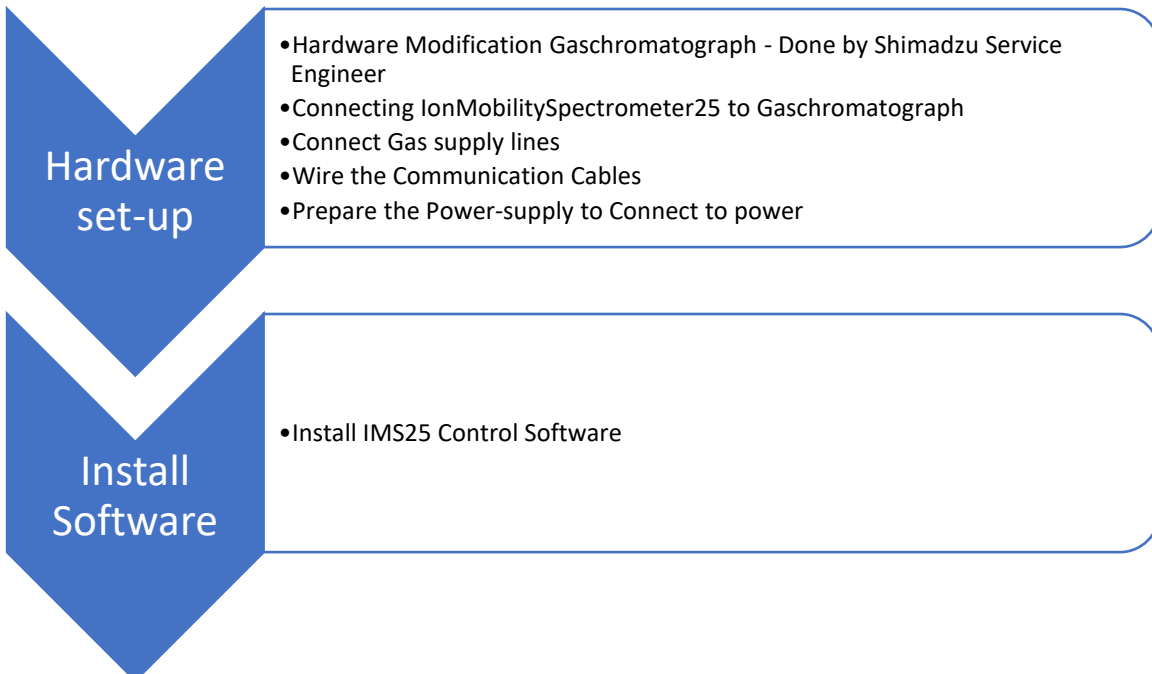 Hardware
set-up
•Hardware Modification Gaschromatograph - Done by Shimadzu Service
Engineer
•Connecting IonMobilitySpectrometer25 to Gaschromatograph
•Connect Gas supply lines
•Wire the Communication Cables
•Prepare the Power-supply to Connect to power
Install
Software
•Install IMS25 Control Software